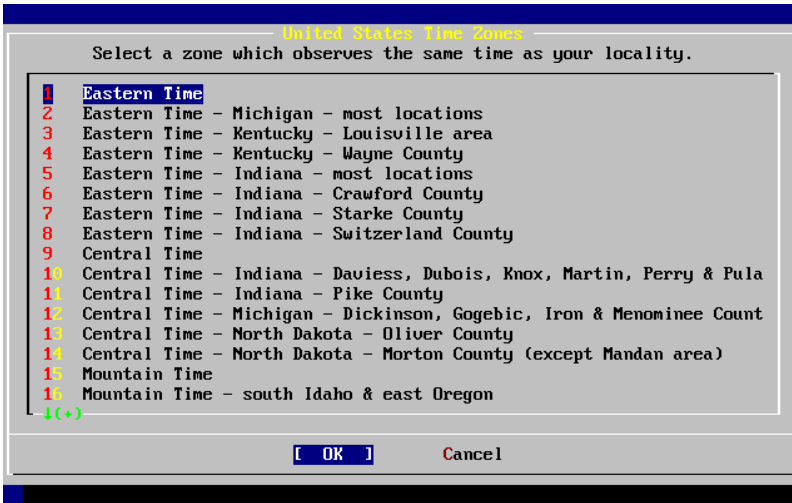 United States Time Zones
Select a zone which observes the same time as your locality.
1 Eastern Time
2 Eastern Time - Michigan - most locations
3 Eastern Time - Kentucky - Louisville area
4 Eastern Time - Kentucky - Wayne County
5 Eastern Time - Indiana - most locations
6 Eastern Time - Indiana - Crawford County
7 Eastern Time - Indiana - Starke County
8 Eastern Time - Indiana - Switzerland County
9 Central Time
10 Central Time - Indiana - Daviess, Dubois, Knox, Martin, Perry & Pula
11 Central Time - Indiana - Pike County
12 Central Time - Michigan - Dickinson, Gogebic, Iron & Menominee Count
13 Central Time - North Dakota - Oliver County
14 Central Time - North Dakota - Morton County (except Mandan area)
15 Mountain Time
16 Mountain Time - south Idaho & east Oregon
↓(+)
[ OK ] Cancel